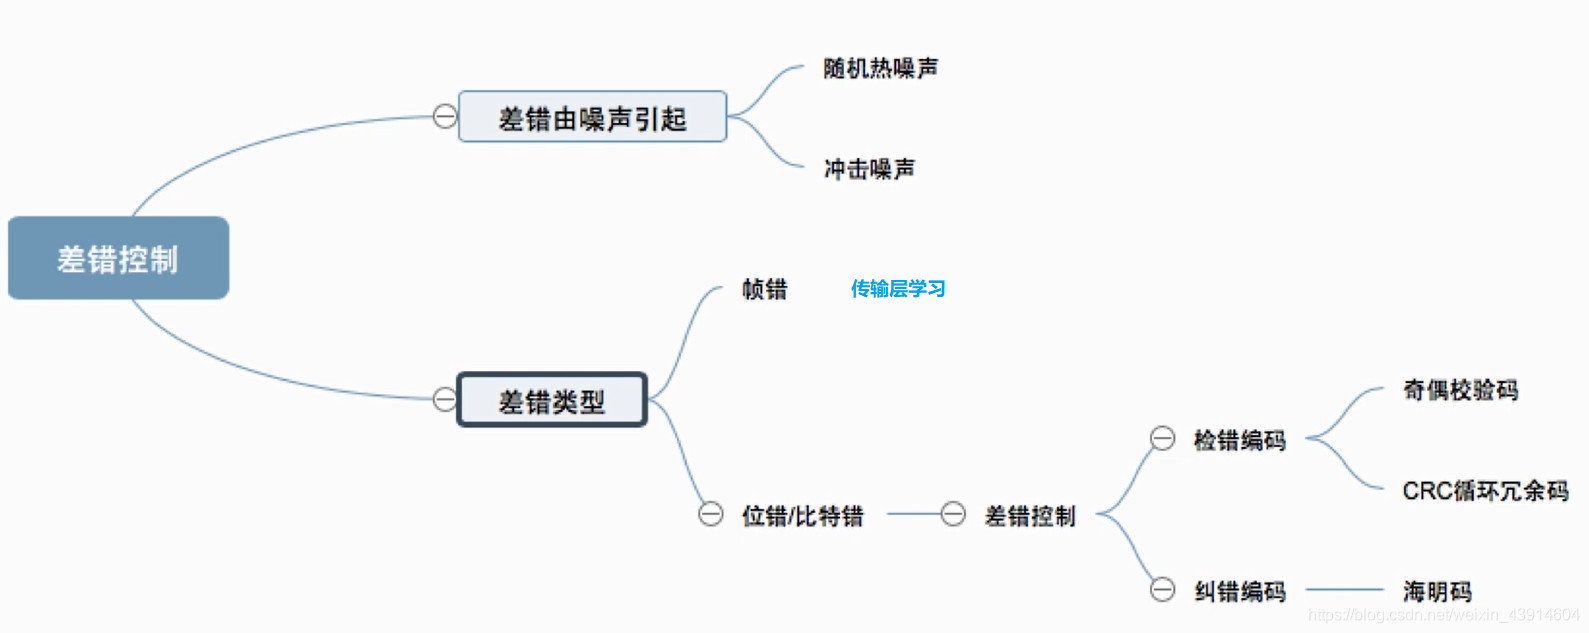 随机热噪声
差错由噪声引起
冲击噪声
差错控制
帧错 传输层学习
差错类型
奇偶校验码
检错编码
CRC循环冗余码
位错/比特错 差错控制
纠错编码 海明码
https://blog.csdn.net/weixin_43914604